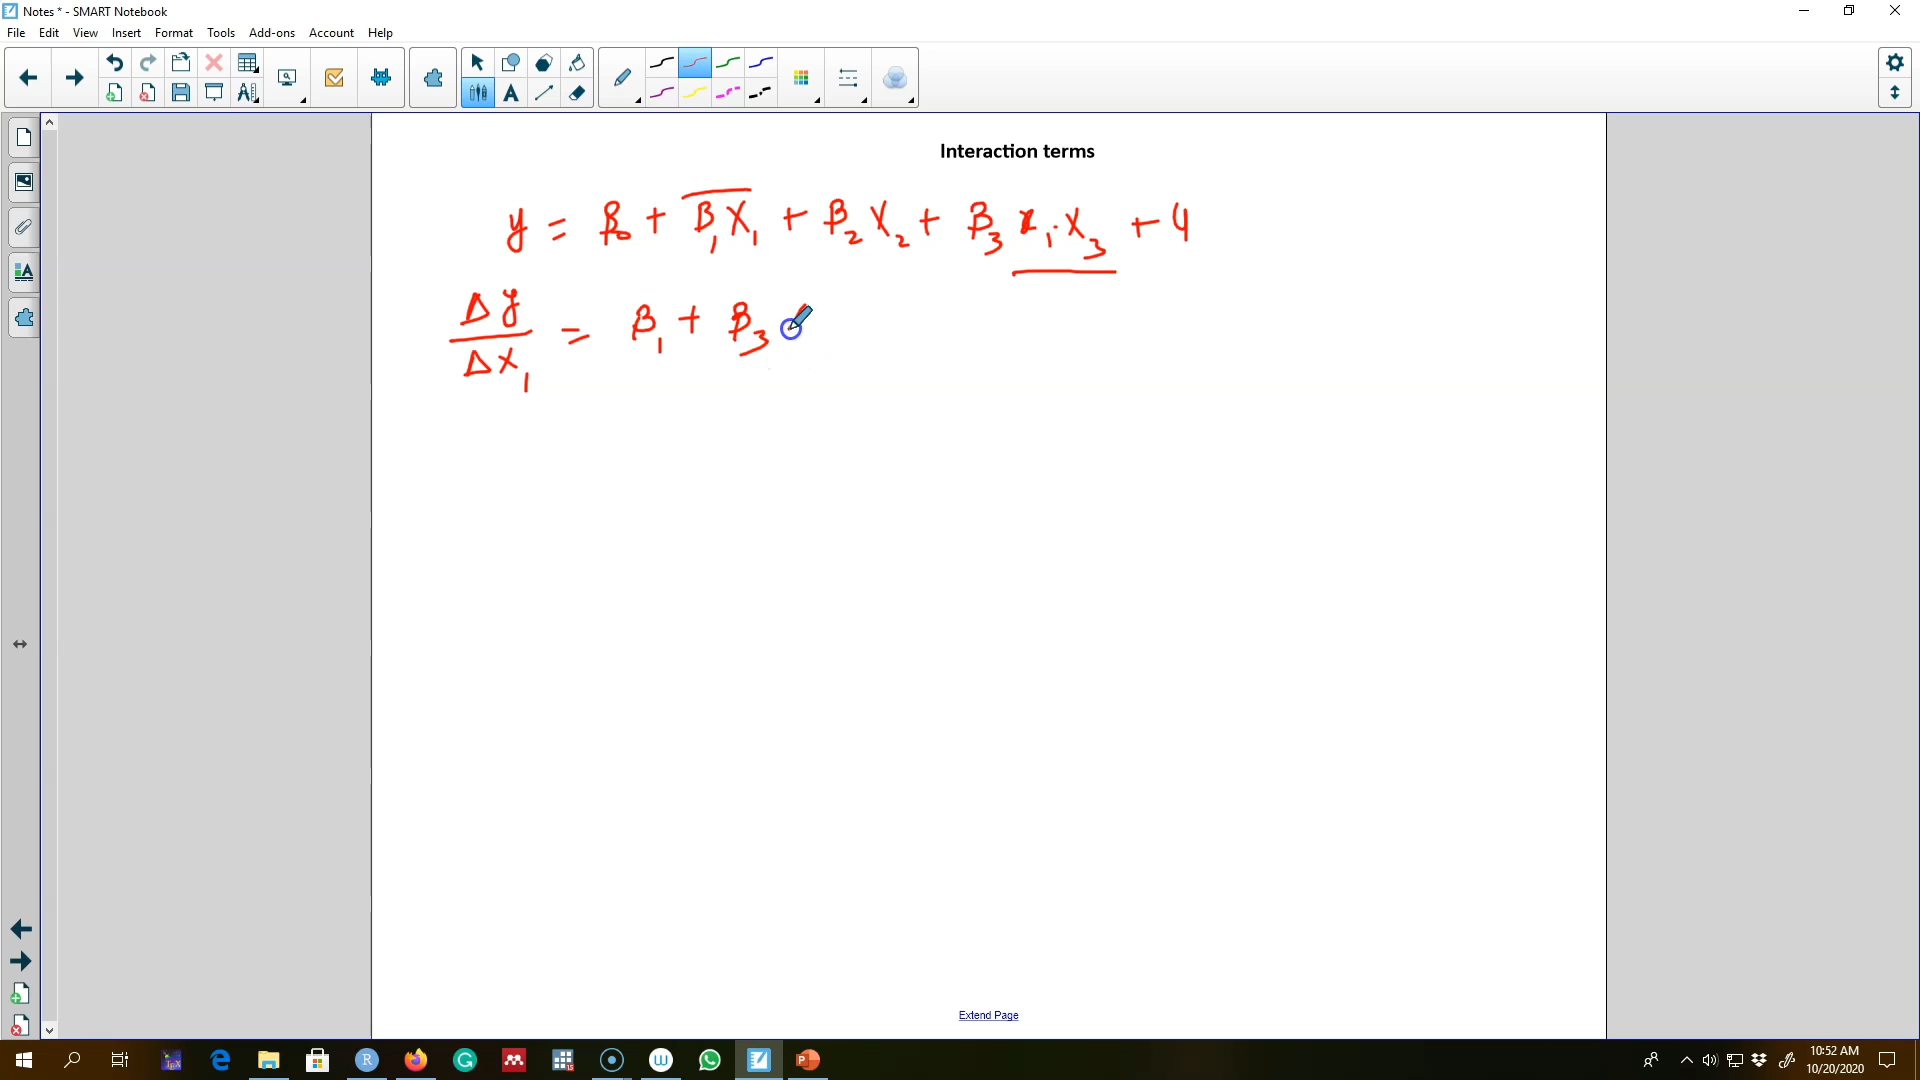 Notes * - SMART Notebook
File Edit View Insert Format Tools Add-ons Account Help
Interaction terms
y = β₀ + β₁X₁ + β₂X₂ + β₃ x₁·X₃ + u
Δy
ΔX₁
= β₁ + β₃
Extend Page
10:52 AM
10/20/2020